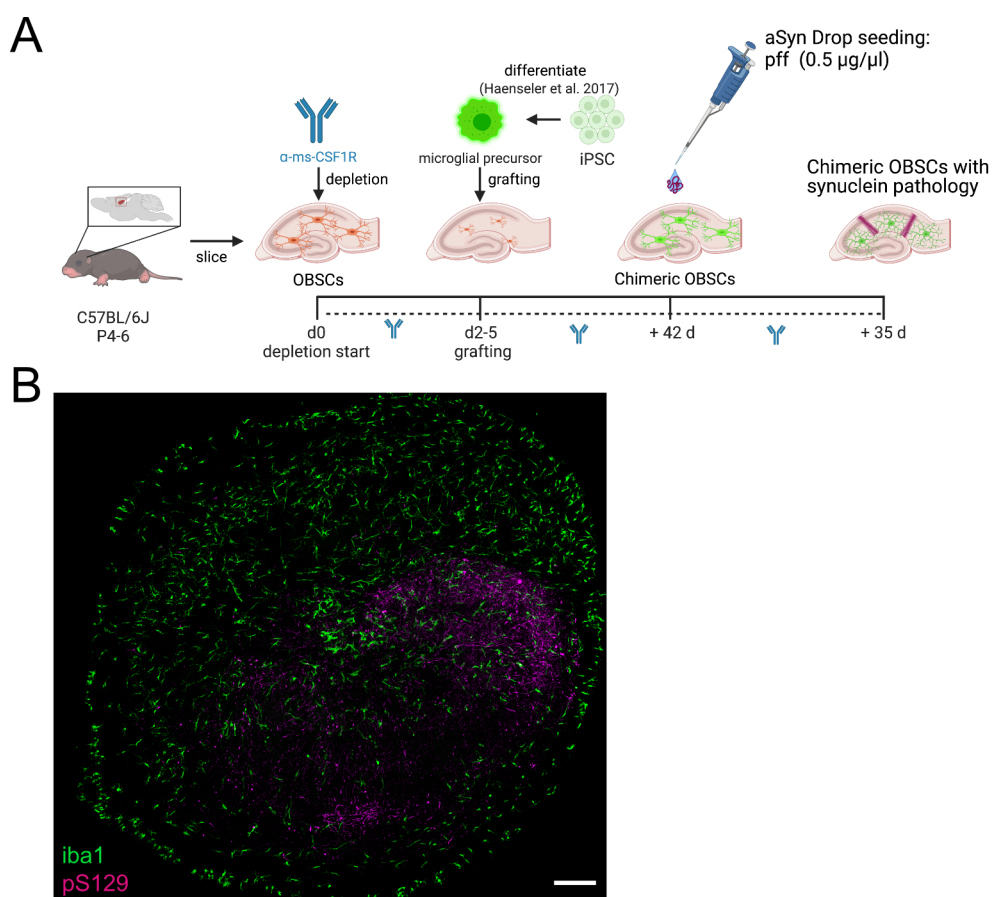 A
aSyn Drop seeding:
pff (0.5 µg/µl)
differentiate
(Haenseler et al. 2017)
α-ms-CSF1R
microglial precursor
iPSC
depletion
grafting
Chimeric OBSCs with
synuclein pathology
slice
OBSCs
Chimeric OBSCs
C57BL/6J
P4-6
d0
depletion start
d2-5
grafting
+ 42 d
+ 35 d
B
iba1
pS129